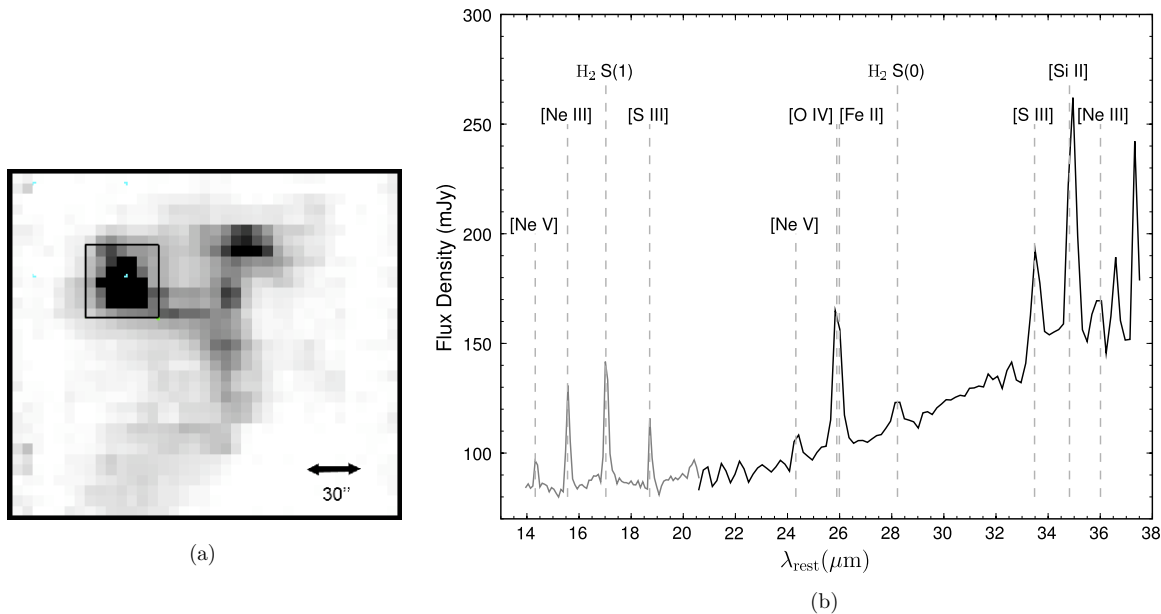 30’’
(a)
300
250
200
150
100
Flux Density (mJy)
H₂ S(1)
H₂ S(0)
[Si II]
[Ne III]
[S III]
[O IV]
[Fe II]
[S III]
[Ne III]
[Ne V]
[Ne V]
14 16 18 20 22 24 26 28 30 32 34 36 38
λrest(μm)
(b)